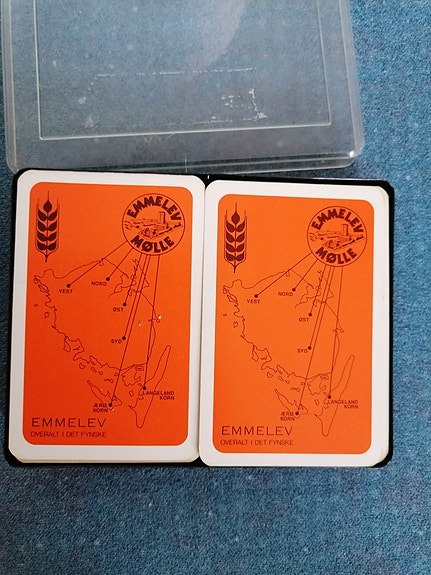 EMMELEV
MØLLE
VEST
NORD
ØST
SYD
LANGELAND
KORN
ÆRØ
KORN
EMMELEV
OVERALT I DET FYNSKE
EMMELEV
MØLLE
VEST
NORD
ØST
SYD
LANGELAND
KORN
ÆRØ
KORN
EMMELEV
OVERALT I DET FYNSKE